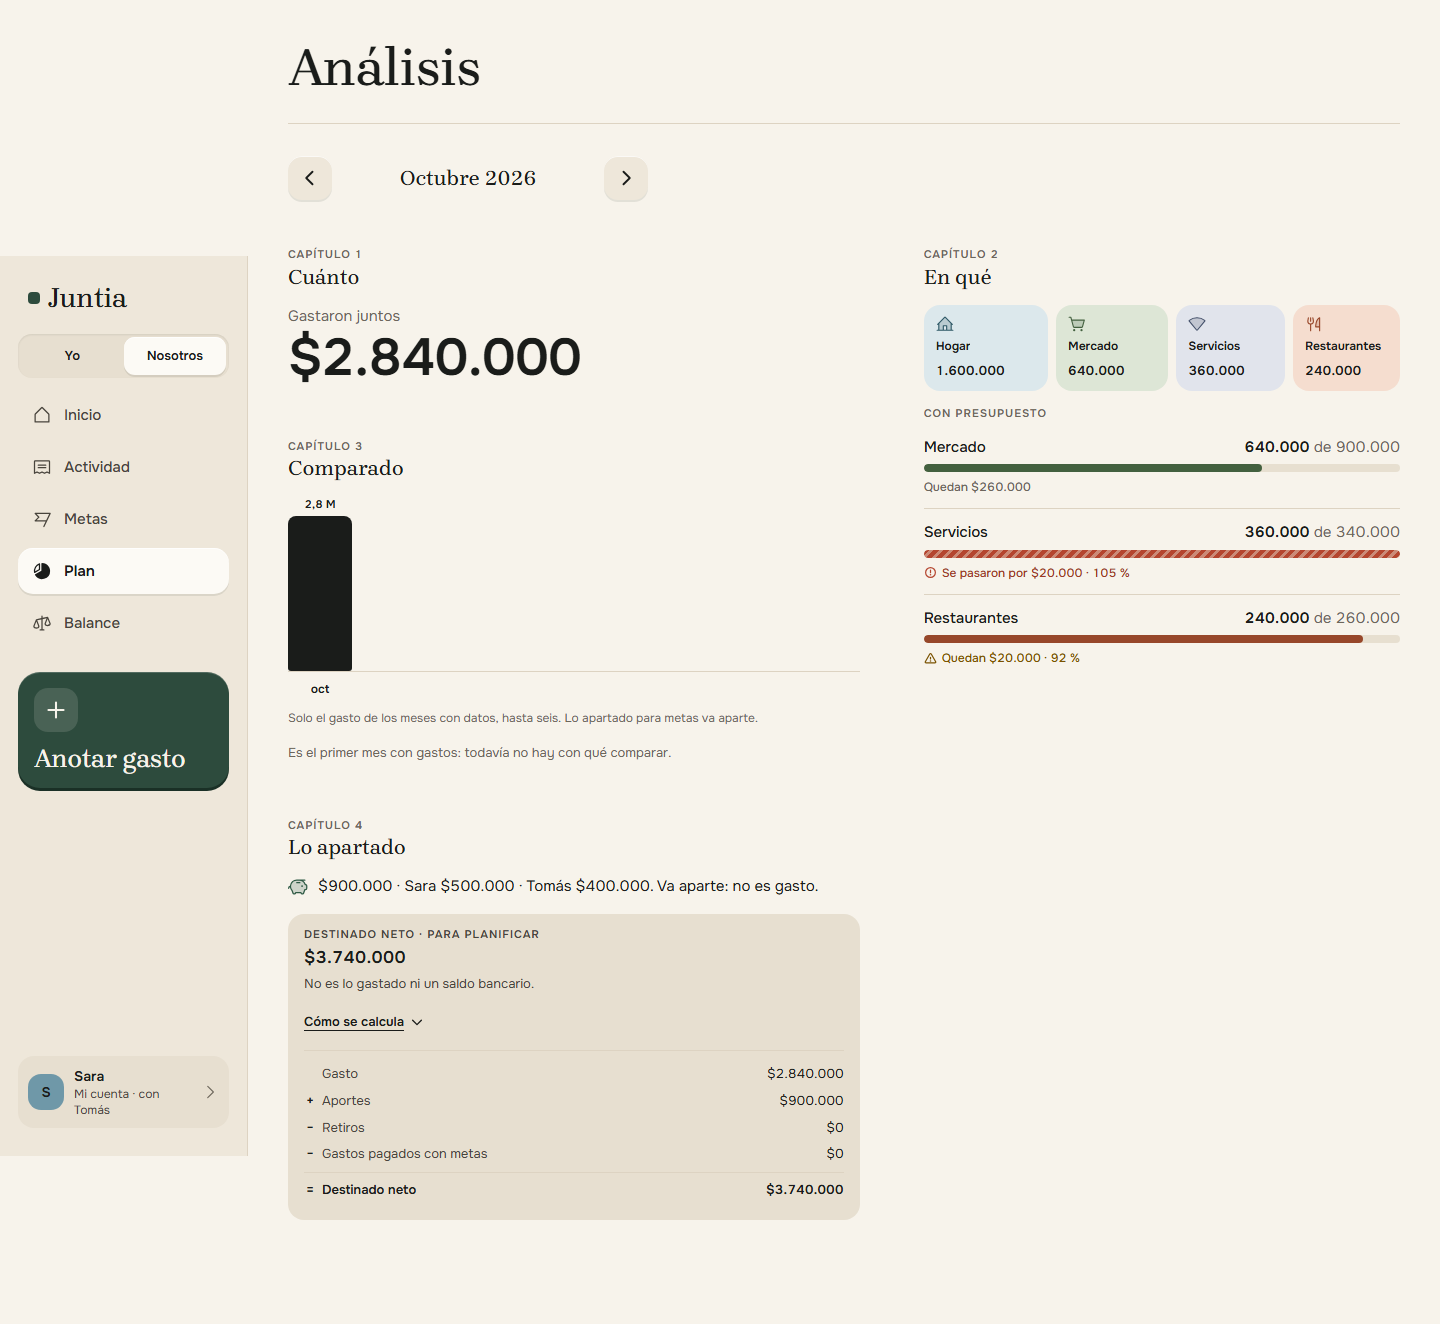 Análisis
Octubre 2026
Juntia
Yo
Nosotros
Inicio
Actividad
Metas
Plan
Balance
Anotar gasto
S
Sara
Mi cuenta · con
Tomás
CAPÍTULO 1
Cuánto
Gastaron juntos
$2.840.000
CAPÍTULO 2
En qué
Hogar
1.600.000
Mercado
640.000
Servicios
360.000
Restaurantes
240.000
CON PRESUPUESTO
Mercado 640.000 de 900.000
Quedan $260.000
Servicios 360.000 de 340.000
Se pasaron por $20.000 · 105 %
Restaurantes 240.000 de 260.000
Quedan $20.000 · 92 %
CAPÍTULO 3
Comparado
2,8 M
oct
Solo el gasto de los meses con datos, hasta seis. Lo apartado para metas va aparte.
Es el primer mes con gastos: todavía no hay con qué comparar.
CAPÍTULO 4
Lo apartado
$900.000 · Sara $500.000 · Tomás $400.000. Va aparte: no es gasto.
DESTINADO NETO · PARA PLANIFICAR
$3.740.000
No es lo gastado ni un saldo bancario.
Cómo se calcula
Gasto $2.840.000
+ Aportes $900.000
− Retiros $0
− Gastos pagados con metas $0
= Destinado neto $3.740.000